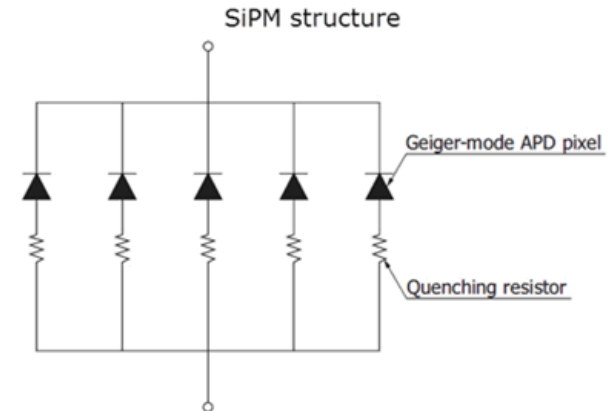 SiPM structure
Geiger-mode APD pixel
Quenching resistor